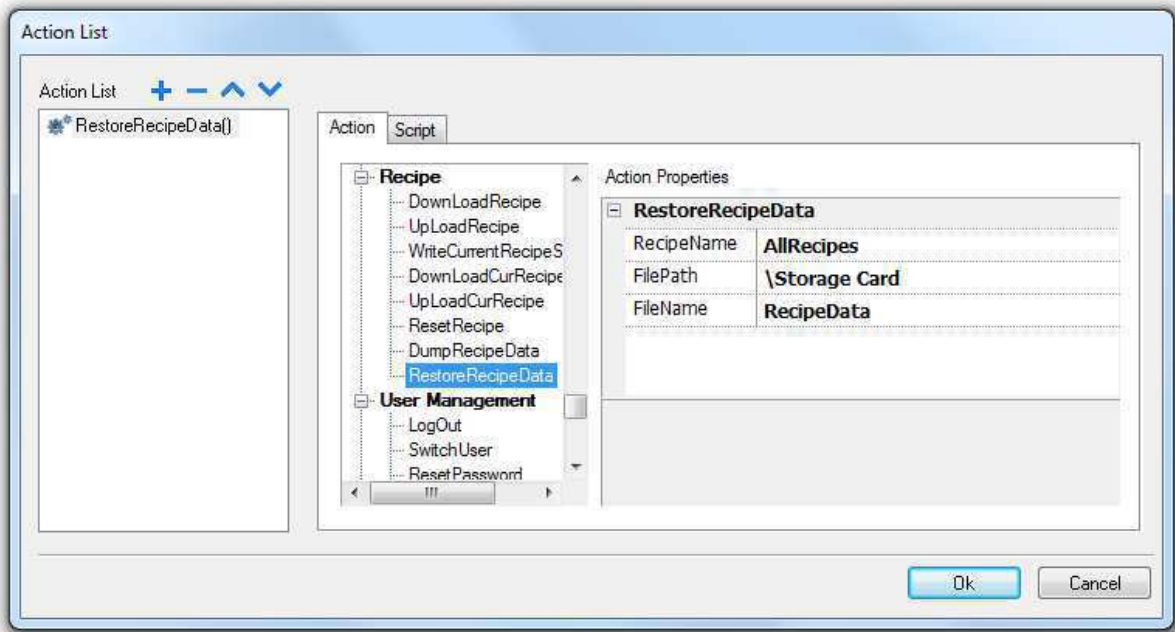 Action List
Action List
RestoreRecipeData()
Action Script
Recipe
DownLoadRecipe
UpLoadRecipe
WriteCurrentRecipeS
DownLoadCurRecipe
UpLoadCurRecipe
ResetRecipe
DumpRecipeData
RestoreRecipeData
User Management
LogOut
SwitchUser
ResetPassword
Action Properties
RestoreRecipeData
RecipeName AllRecipes
FilePath \Storage Card
FileName RecipeData
Ok Cancel